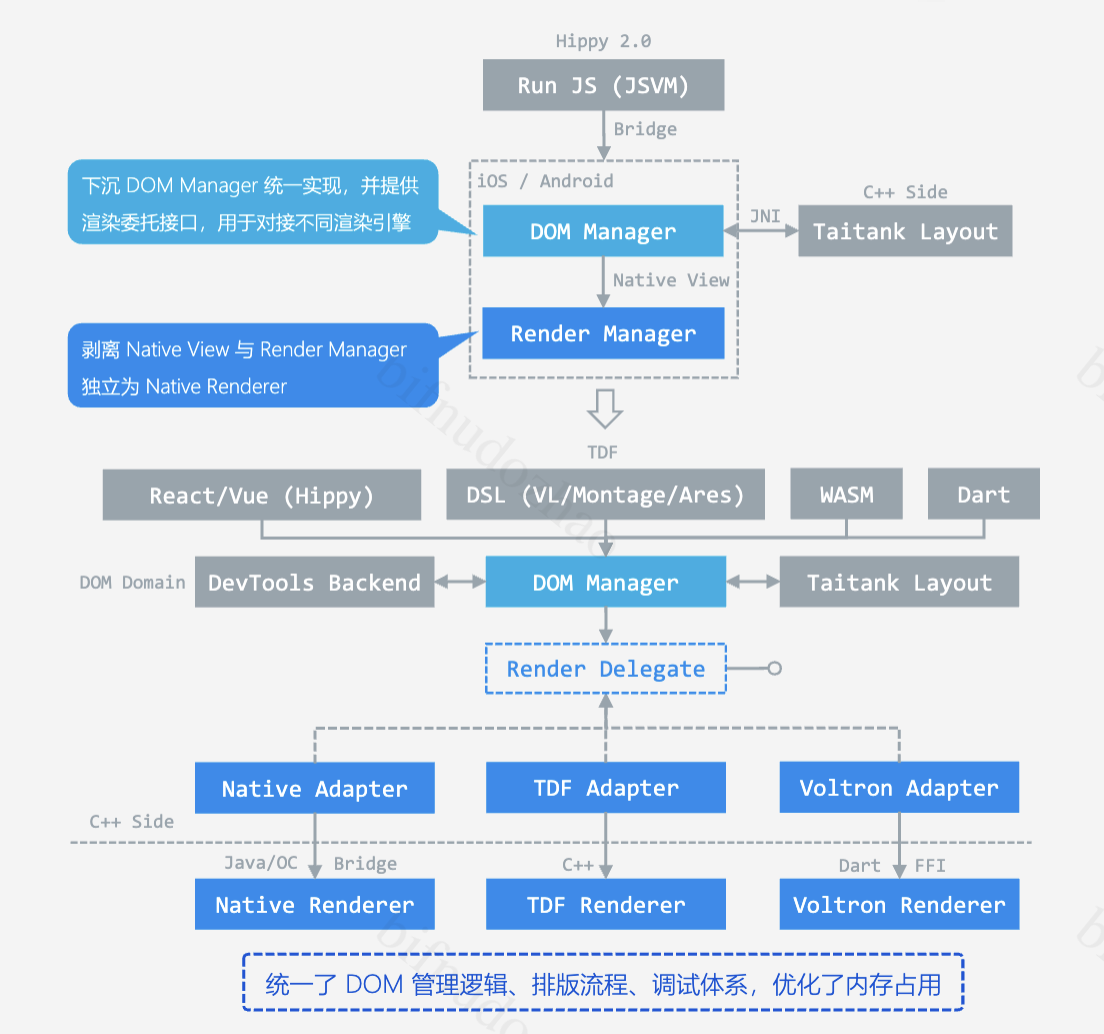 Hippy 2.0
Run JS (JSVM)
Bridge
iOS / Android
下沉 DOM Manager 统一实现，并提供
渲染委托接口，用于对接不同渲染引擎
C++ Side
DOM Manager
JNI
Taitank Layout
Native View
Render Manager
剥离 Native View 与 Render Manager
独立为 Native Renderer
TDF
React/Vue (Hippy)
DSL (VL/Montage/Ares)
WASM
Dart
DOM Domain
DevTools Backend
DOM Manager
Taitank Layout
Render Delegate
Native Adapter
TDF Adapter
Voltron Adapter
C++ Side
Java/OC
Bridge
C++
Dart
FFI
Native Renderer
TDF Renderer
Voltron Renderer
统一了 DOM 管理逻辑、排版流程、调试体系，优化了内存占用